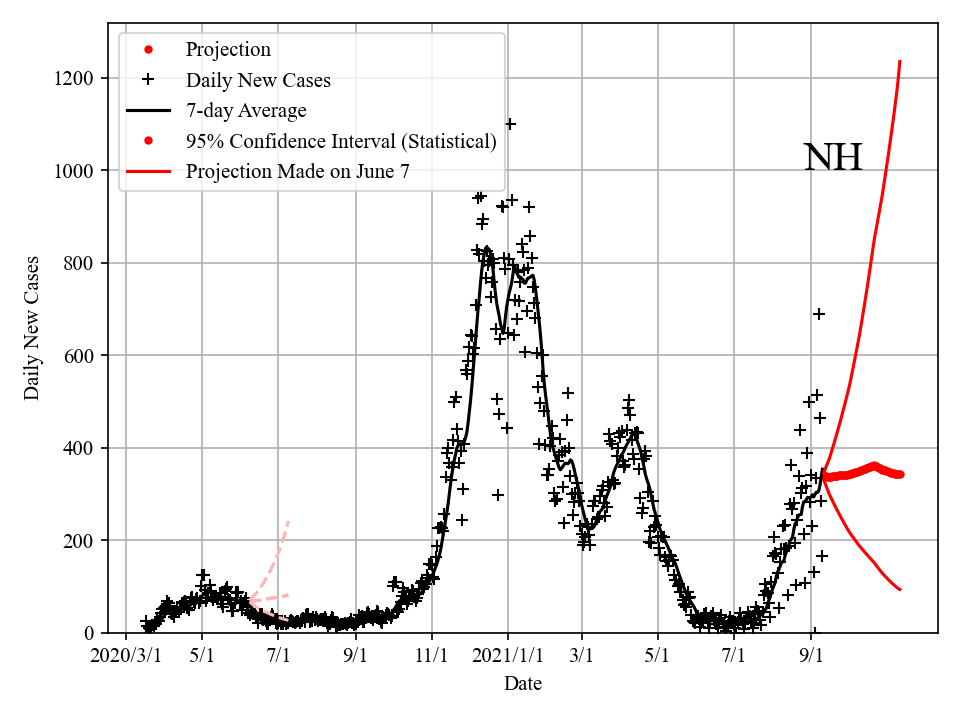 1200
1000
800
600
400
200
0
Daily New Cases
Projection
Daily New Cases
7-day Average
95% Confidence Interval (Statistical)
Projection Made on June 7
NH
2020/3/1 5/1 7/1 9/1 11/1 2021/1/1 3/1 5/1 7/1 9/1
Date